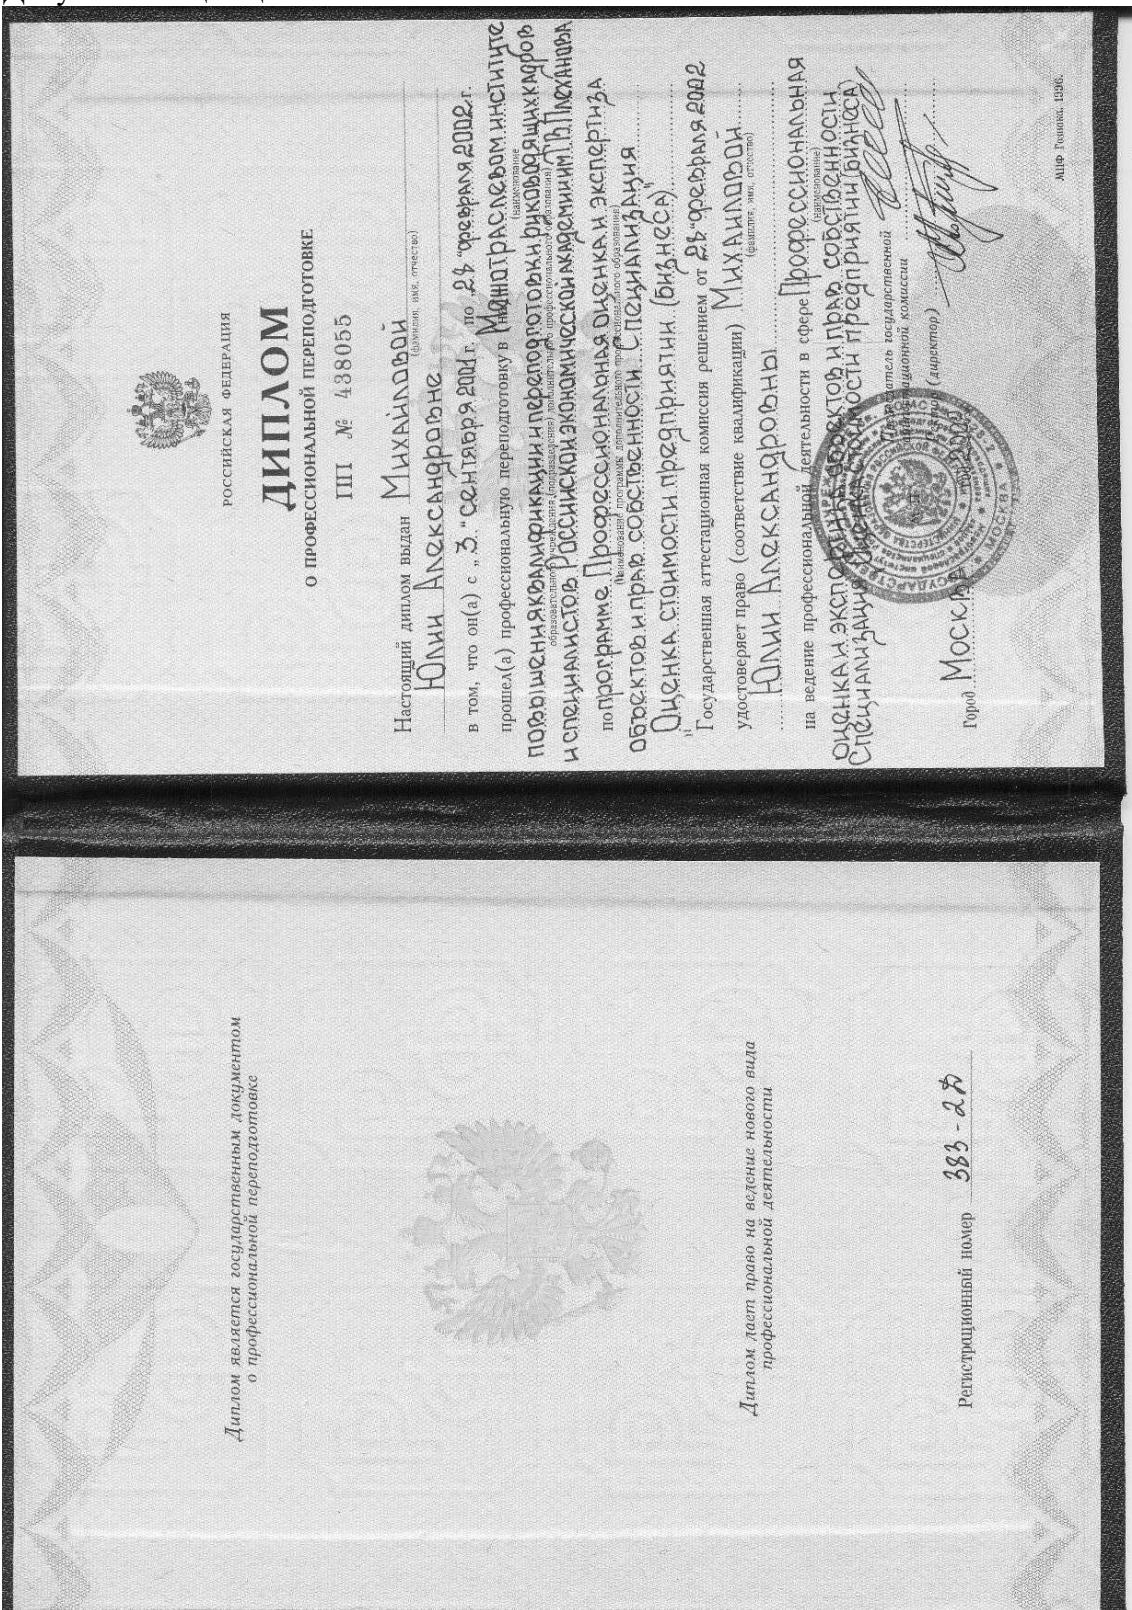 Диплом является государственным документом
о профессиональной переподготовке
Диплом дает право на ведение нового вида
профессиональной деятельности
Регистрационный номер 383-2Д
РОССИЙСКАЯ ФЕДЕРАЦИЯ
ДИПЛОМ
О ПРОФЕССИОНАЛЬНОЙ ПЕРЕПОДГОТОВКЕ
ПП № 438055
Настоящий диплом выдан Михайловой
(фамилия, имя, отчество)
Юлии Александровне
в том, что он(а) с „3“ сентября 2001 г. по „28“ февраля 2002 г.
прошел(а) профессиональную переподготовку в Межотраслевом институте
(наименование
повышения квалификации и переподготовки руководящих кадров
образовательного учреждения (подразделения) дополнительного профессионального образования)
и специалистов Российской экономической академии им. Г.В. Плеханова
по программе Профессиональная оценка и экспертиза
(наименование программы дополнительного профессионального образования)
объектов и прав собственности. Специализация
"Оценка стоимости предприятия (бизнеса)"
Государственная аттестационная комиссия решением от 28 февраля 2002
удостоверяет право (соответствие квалификации) Михайловой
(фамилия, имя, отчество)
Юлии Александровны
на ведение профессиональной деятельности в сфере Профессиональная
(наименование)
оценка и экспертиза объектов и прав собственности
Специализация Оценка стоимости предприятий (бизнеса)
Председатель государственной
аттестационной комиссии
Ректор (директор)
Город Москва
МПФ Гознака. 1996.